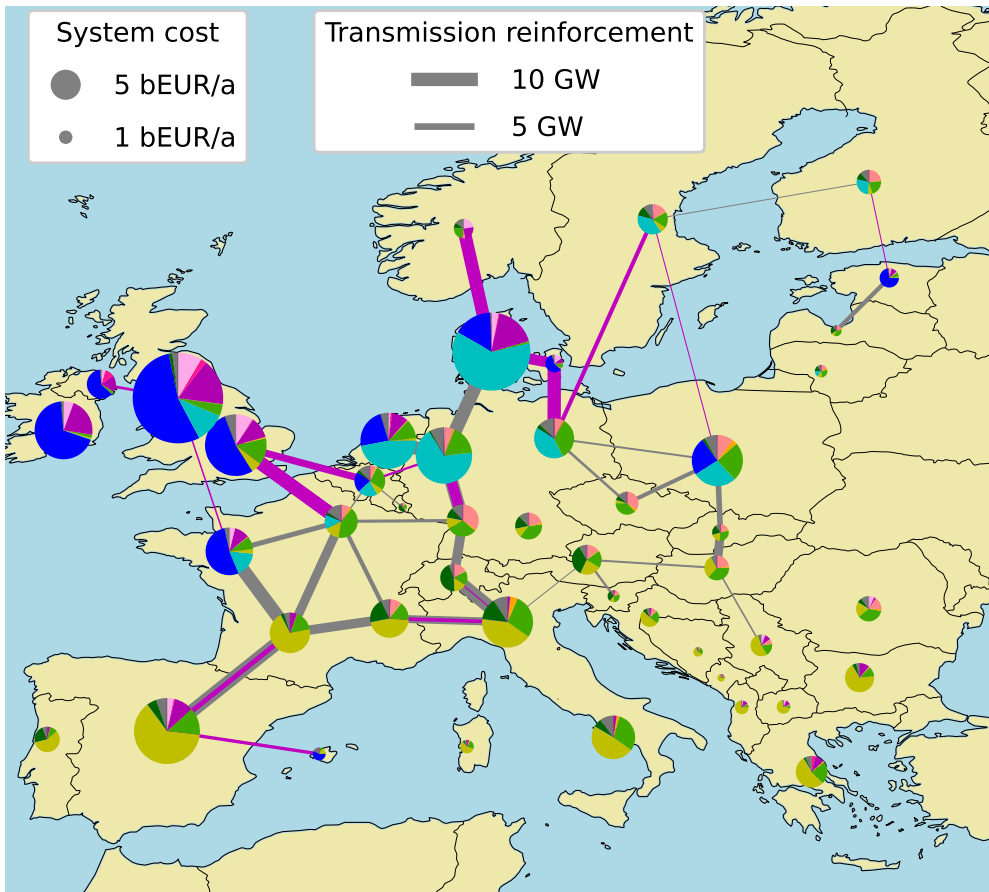 System cost
5 bEUR/a
1 bEUR/a
Transmission reinforcement
10 GW
5 GW